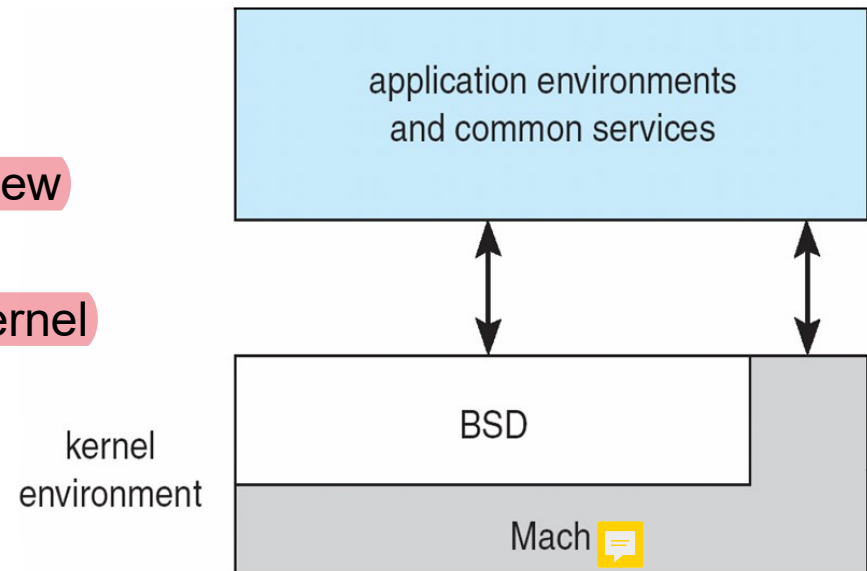 application environments
and common services
ew
ernel
kernel
environment
BSD
Mach